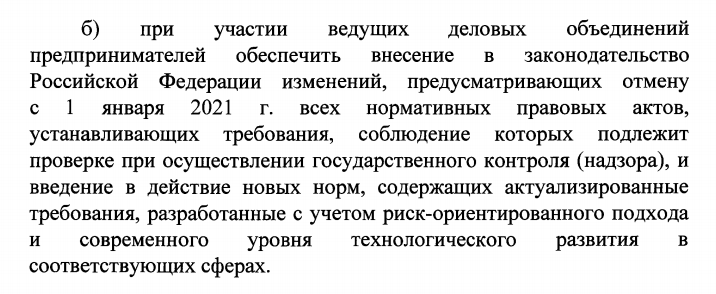 б) при участии ведущих деловых объединений
предпринимателей обеспечить внесение в законодательство
Российской Федерации изменений, предусматривающих отмену
с 1 января 2021 г. всех нормативных правовых актов,
устанавливающих требования, соблюдение которых подлежит
проверке при осуществлении государственного контроля (надзора), и
введение в действие новых норм, содержащих актуализированные
требования, разработанные с учетом риск-ориентированного подхода
и современного уровня технологического развития в
соответствующих сферах.